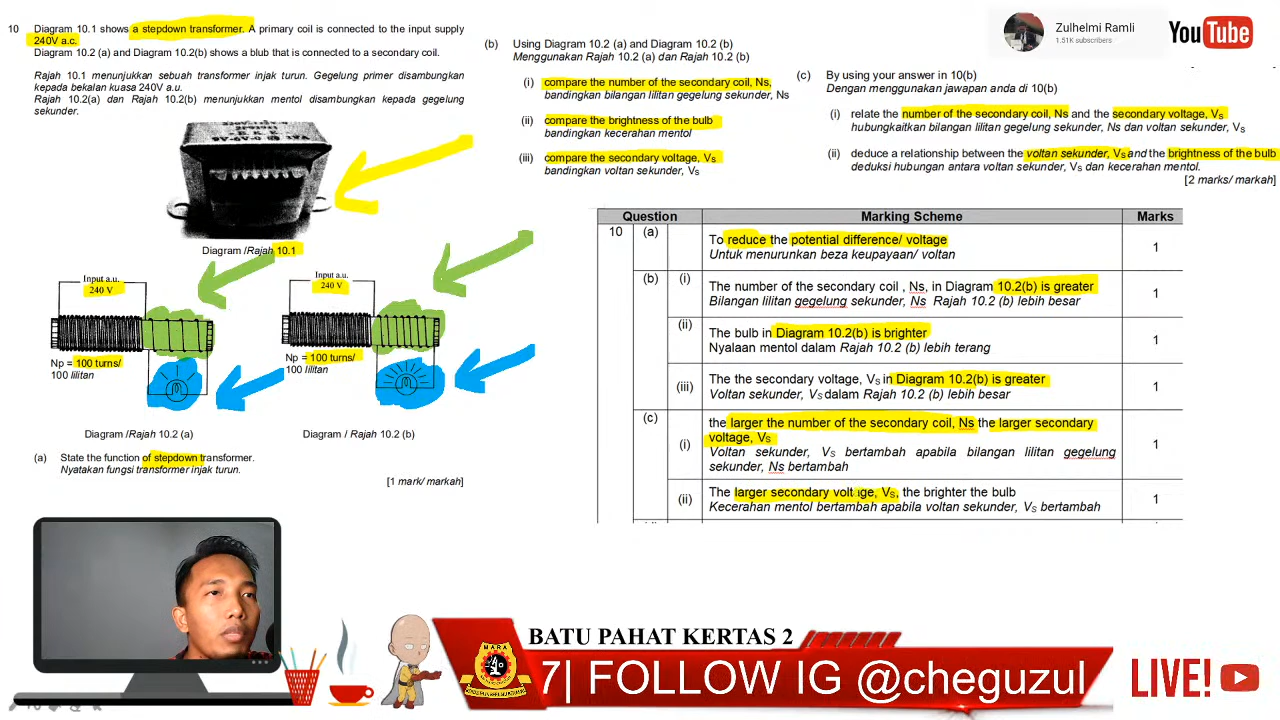 10 Diagram 10.1 shows a stepdown transformer. A primary coil is connected to the input supply
240V a.c.
Diagram 10.2 (a) and Diagram 10.2(b) shows a blub that is connected to a secondary coil.
Rajah 10.1 menunjukkan sebuah transformer injak turun. Gegelung primer disambungkan
kepada bekalan kuasa 240V a.u.
Rajah 10.2(a) dan Rajah 10.2(b) menunjukkan mentol disambungkan kepada gegelung
sekunder.
Diagram /Rajah 10.1
Input a.u.
240 V
Np = 100 turns/
100 lilitan
Diagram /Rajah 10.2 (a)
Input a.u.
240 V
Np = 100 turns/
100 lilitan
Diagram / Rajah 10.2 (b)
(a) State the function of stepdown transformer.
Nyatakan fungsi transformer injak turun.
[1 mark/ markah]
(b) Using Diagram 10.2 (a) and Diagram 10.2 (b)
Menggunakan Rajah 10.2 (a) dan Rajah 10.2 (b)
(i) compare the number of the secondary coil, Ns,
bandingkan bilangan lilitan gegelung sekunder, Ns
(ii) compare the brightness of the bulb
bandingkan kecerahan mentol
(iii) compare the secondary voltage, VS
bandingkan voltan sekunder, VS
Zulhelmi Ramli
1.51K subscribers
YouTube
(c) By using your answer in 10(b)
Dengan menggunakan jawapan anda di 10(b)
(i) relate the number of the secondary coil, Ns and the secondary voltage, VS
hubungkaitkan bilangan lilitan gegelung sekunder, Ns dan voltan sekunder, VS
(ii) deduce a relationship between the voltan sekunder, VS and the brightness of the bulb
deduksi hubungan antara voltan sekunder, VS dan kecerahan mentol.
[2 marks/ markah]
Question Marking Scheme Marks
10 (a) To reduce the potential difference/ voltage 1
Untuk menurunkan beza keupayaan/ voltan
(b) (i) The number of the secondary coil , Ns, in Diagram 10.2(b) is greater 1
Bilangan lilitan gegelung sekunder, Ns Rajah 10.2 (b) lebih besar
(ii) The bulb in Diagram 10.2(b) is brighter 1
Nyalaan mentol dalam Rajah 10.2 (b) lebih terang
(iii) The the secondary voltage, VS in Diagram 10.2(b) is greater 1
Voltan sekunder, VS dalam Rajah 10.2 (b) lebih besar
(c) (i) the larger the number of the secondary coil, Ns the larger secondary
voltage, VS 1
Voltan sekunder, VS bertambah apabila bilangan lilitan gegelung
sekunder, Ns bertambah
(ii) The larger secondary voltage, VS, the brighter the bulb 1
Kecerahan mentol bertambah apabila voltan sekunder, VS bertambah
BATU PAHAT KERTAS 2
MARA
7| FOLLOW IG @cheguzul
LIVE!